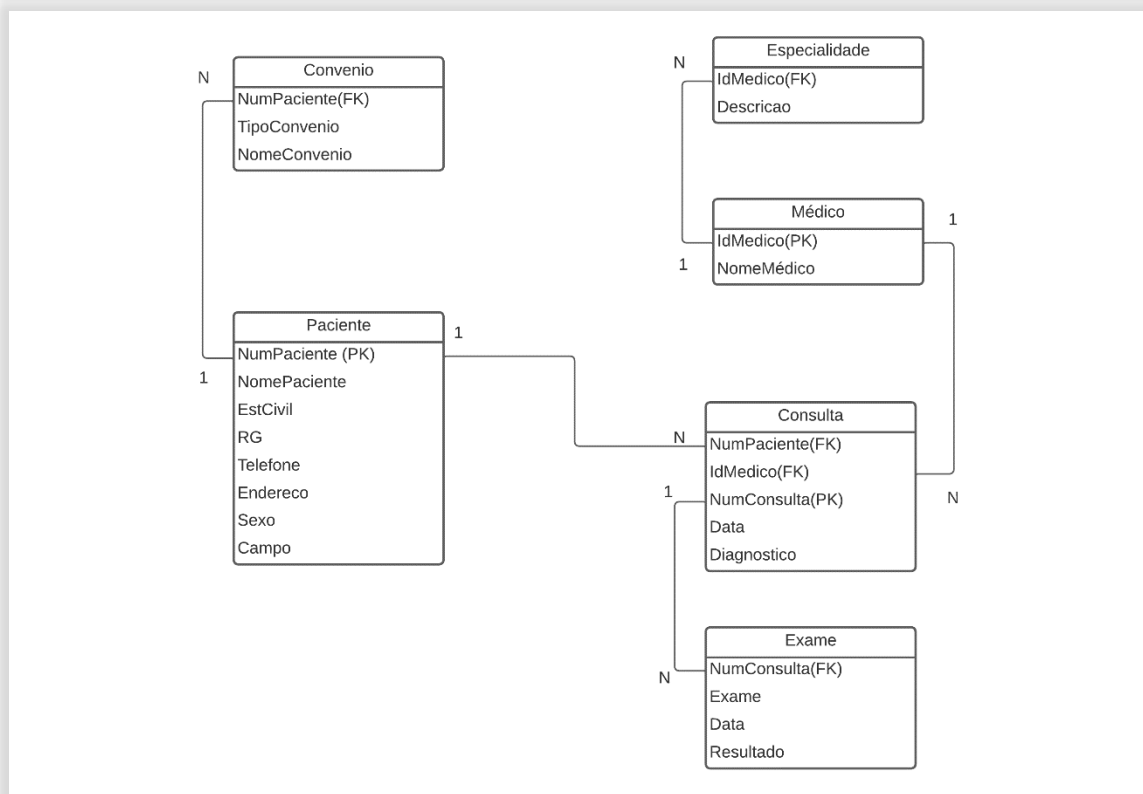 N
Convenio
NumPaciente(FK)
TipoConvenio
NomeConvenio
1
Paciente
NumPaciente (PK)
NomePaciente
EstCivil
RG
Telefone
Endereco
Sexo
Campo
1
N
N
Especialidade
IdMedico(FK)
Descricao
1
Médico
IdMedico(PK)
NomeMédico
1
N
Consulta
NumPaciente(FK)
IdMedico(FK)
NumConsulta(PK)
Data
Diagnostico
1
N
Exame
NumConsulta(FK)
Exame
Data
Resultado